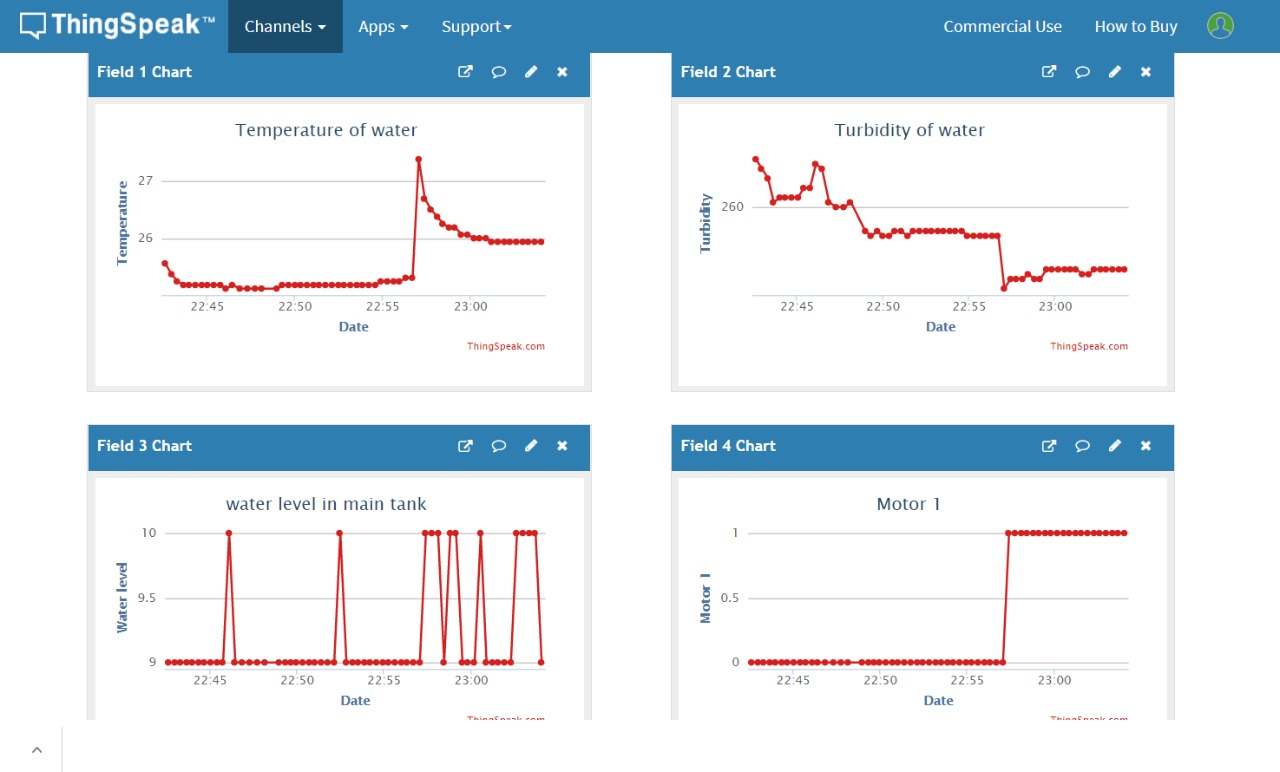 ThingSpeak™ Channels Apps Support Commercial Use How to Buy
Field 1 Chart
Temperature of water
Temperature
27
26
22:45 22:50 22:55 23:00
Date
ThingSpeak.com
Field 2 Chart
Turbidity of water
Turbidity
260
22:45 22:50 22:55 23:00
Date
ThingSpeak.com
Field 3 Chart
water level in main tank
Water level
10
9.5
9
22:45 22:50 22:55 23:00
Date
ThingSpeak.com
Field 4 Chart
Motor 1
Motor 1
1
0.5
0
22:45 22:50 22:55 23:00
Date
ThingSpeak.com